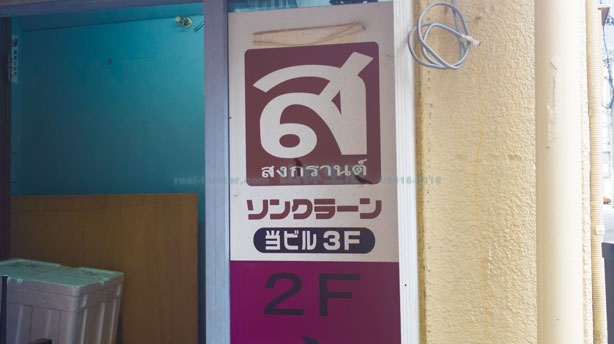 ส
สงกรานต์
ソンクラーン
当ビル3F
2F